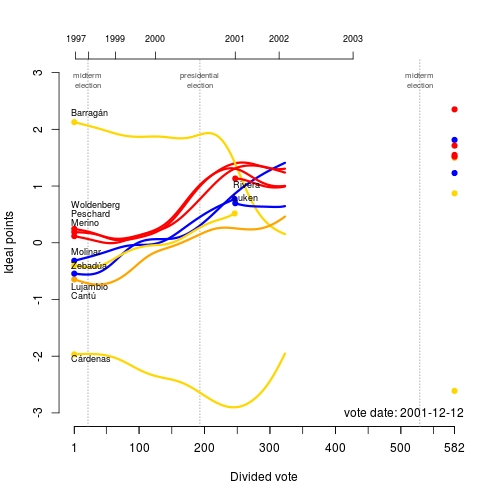 1997 1999 2000 2001 2002 2003
midterm election
presidential election
midterm election
Barragán
Woldenberg
Peschard
Merino
Molinar
Zebadúa
Lujambio
Cantú
Cárdenas
Rivera
Luken
vote date: 2001-12-12
3
2
1
0
-1
-2
-3
Ideal points
1 100 200 300 400 500 582
Divided vote